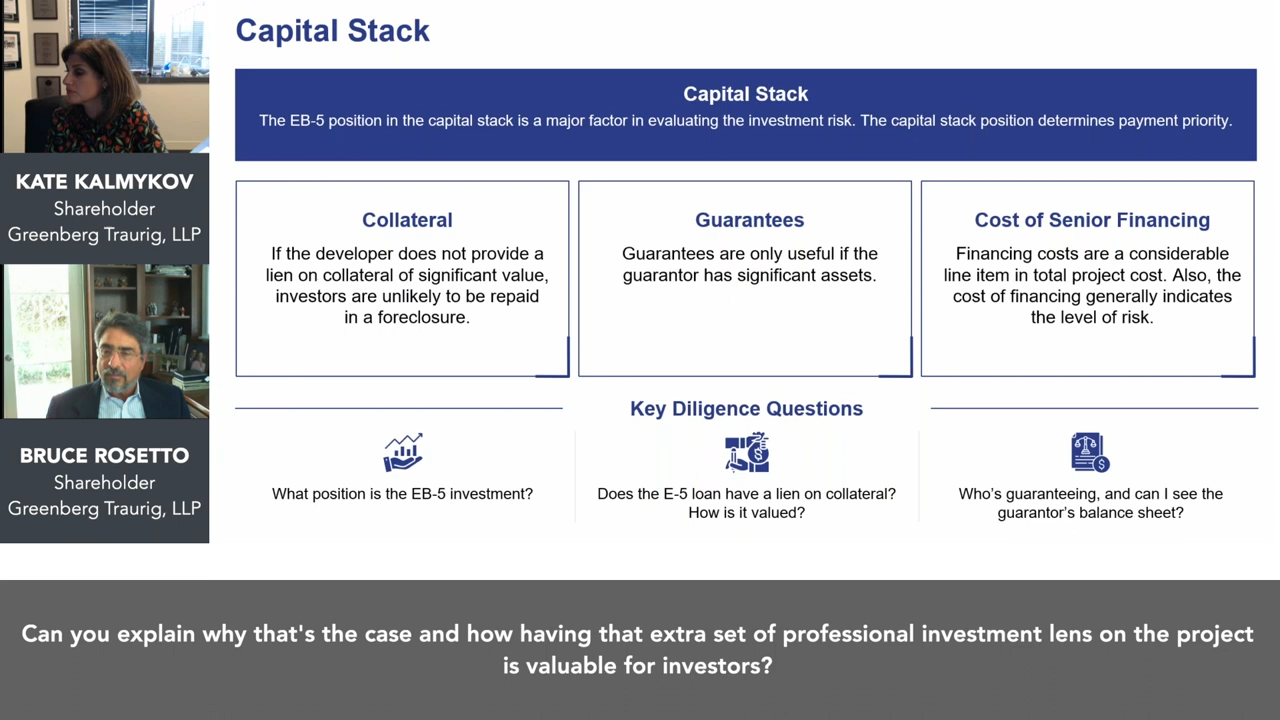 Capital Stack
Capital Stack
The EB-5 position in the capital stack is a major factor in evaluating the investment risk. The capital stack position determines payment priority.
KATE KALMYKOV
Shareholder
Greenberg Traurig, LLP
BRUCE ROSETTO
Shareholder
Greenberg Traurig, LLP
Collateral
If the developer does not provide a
lien on collateral of significant value,
investors are unlikely to be repaid
in a foreclosure.
Guarantees
Guarantees are only useful if the
guarantor has significant assets.
Cost of Senior Financing
Financing costs are a considerable
line item in total project cost. Also, the
cost of financing generally indicates
the level of risk.
Key Diligence Questions
What position is the EB-5 investment?
Does the E-5 loan have a lien on collateral?
How is it valued?
Who's guaranteeing, and can I see the
guarantor's balance sheet?
Can you explain why that's the case and how having that extra set of professional investment lens on the project
is valuable for investors?